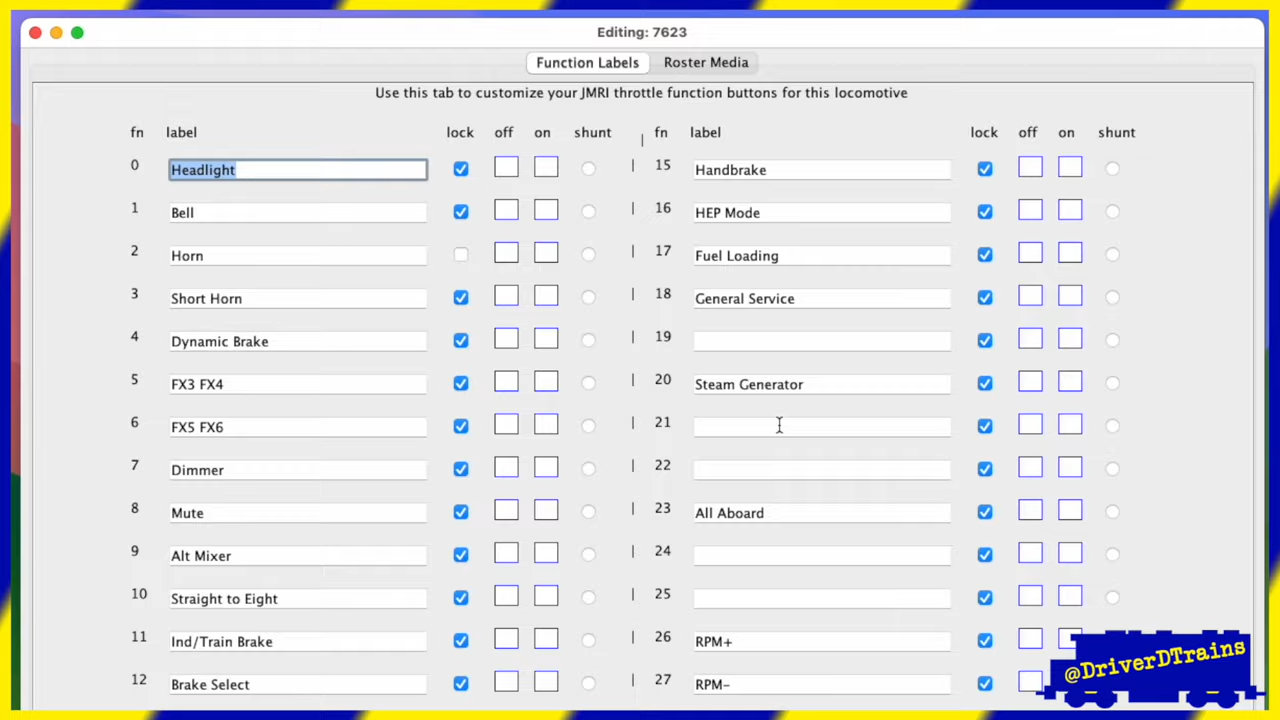 Editing: 7623
Function Labels Roster Media
Use this tab to customize your JMRI throttle function buttons for this locomotive
fn label lock off on shunt fn label lock off on shunt
0 Headlight 15 Handbrake
1 Bell 16 HEP Mode
2 Horn 17 Fuel Loading
3 Short Horn 18 General Service
4 Dynamic Brake 19
5 FX3 FX4 20 Steam Generator
6 FX5 FX6 21
7 Dimmer 22
8 Mute 23 All Aboard
9 Alt Mixer 24
10 Straight to Eight 25
11 Ind/Train Brake 26 RPM+
12 Brake Select 27 RPM-
@DriverDTrains